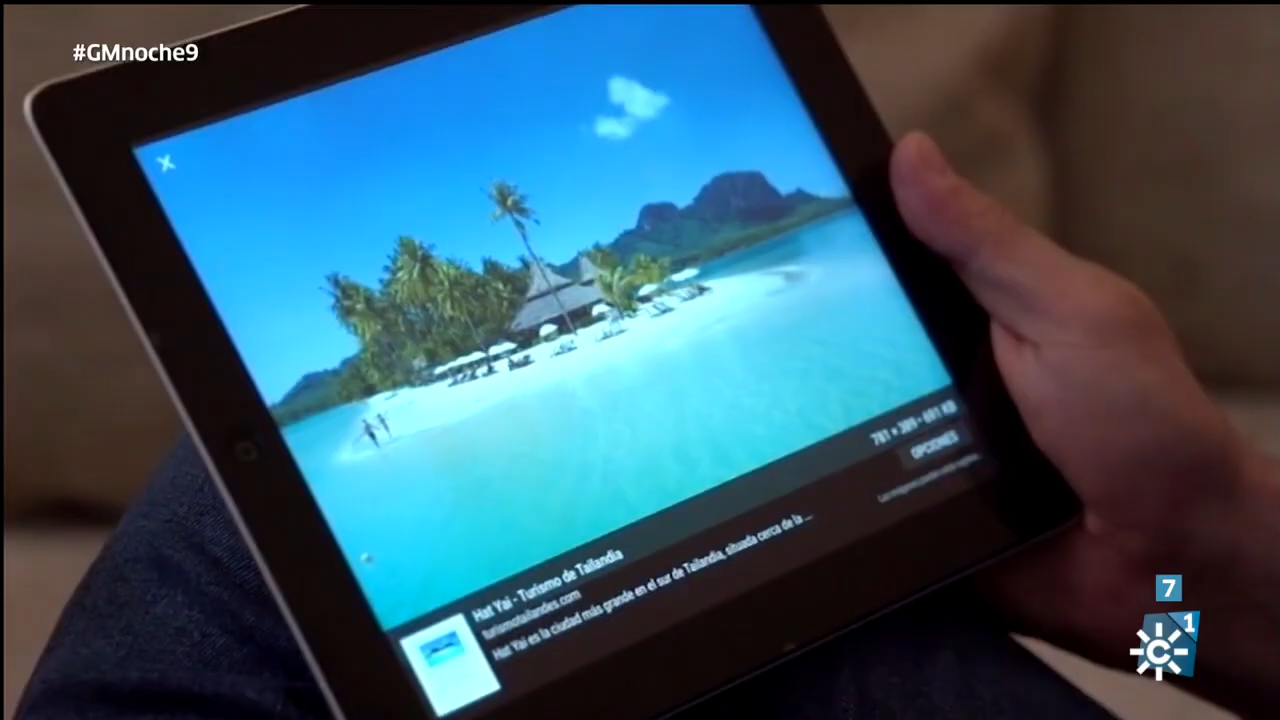 #GMnoche9
781 × 389 - 691 KB
OPCIONES
Hat Yai - Turismo de Tailandia
turismotailandes.com
Hat Yai es la ciudad más grande en el sur de Tailandia, situada cerca de la ...
7
1